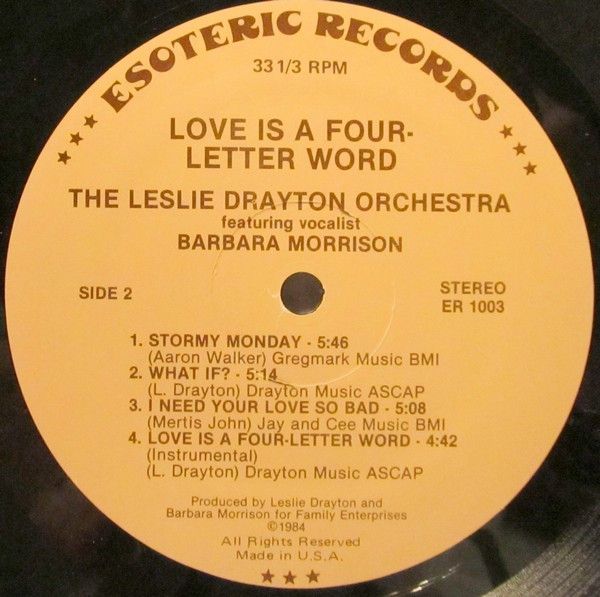 ESOTERIC RECORDS
33 1/3 RPM
LOVE IS A FOUR-
LETTER WORD
THE LESLIE DRAYTON ORCHESTRA
featuring vocalist
BARBARA MORRISON
SIDE 2
STEREO
ER 1003
1. STORMY MONDAY - 5:46
(Aaron Walker) Gregmark Music BMI
2. WHAT IF? - 5:14
(L. Drayton) Drayton Music ASCAP
3. I NEED YOUR LOVE SO BAD - 5:08
(Mertis John) Jay and Cee Music BMI
4. LOVE IS A FOUR-LETTER WORD - 4:42
(Instrumental)
(L. Drayton) Drayton Music ASCAP
Produced by Leslie Drayton and
Barbara Morrison for Family Enterprises
©1984
All Rights Reserved
Made in U.S.A.